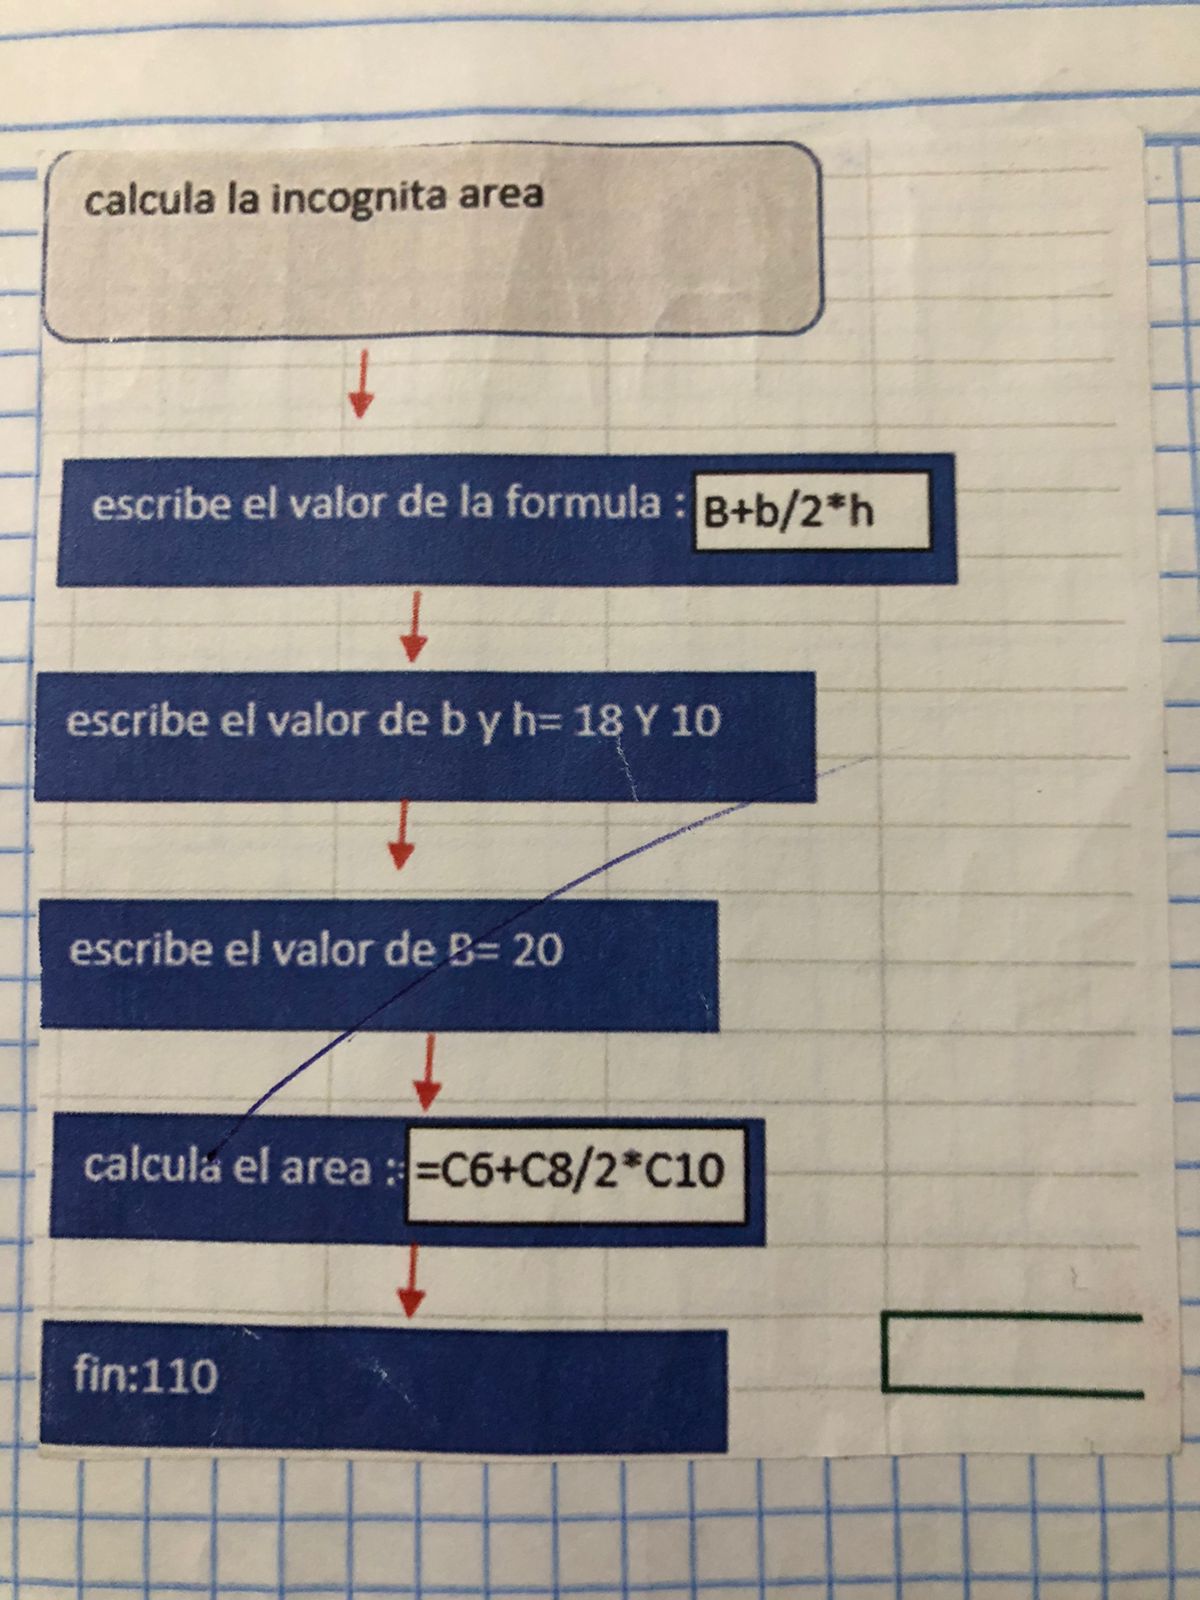 calcula la incognita area
escribe el valor de la formula : B+b/2*h
escribe el valor de b y h= 18 Y 10
escribe el valor de B= 20
calcula el area := =C6+C8/2*C10
fin:110